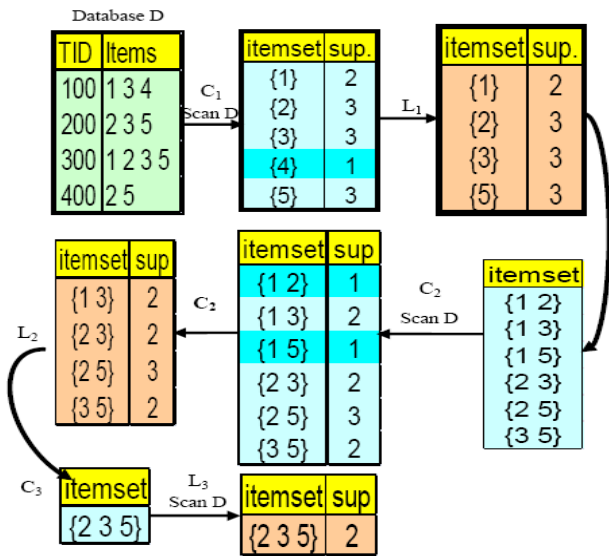 Database D
TID Items
100 1 3 4
200 2 3 5
300 1 2 3 5
400 2 5
C1
Scan D
itemset sup.
{1} 2
{2} 3
{3} 3
{4} 1
{5} 3
L1
itemset sup.
{1} 2
{2} 3
{3} 3
{5} 3
itemset
{1 2}
{1 3}
{1 5}
{2 3}
{2 5}
{3 5}
C2
Scan D
itemset sup
{1 2} 1
{1 3} 2
{1 5} 1
{2 3} 2
{2 5} 3
{3 5} 2
C2
itemset sup
{1 3} 2
{2 3} 2
{2 5} 3
{3 5} 2
L2
C3
itemset
{2 3 5}
L3
Scan D
itemset sup
{2 3 5} 2